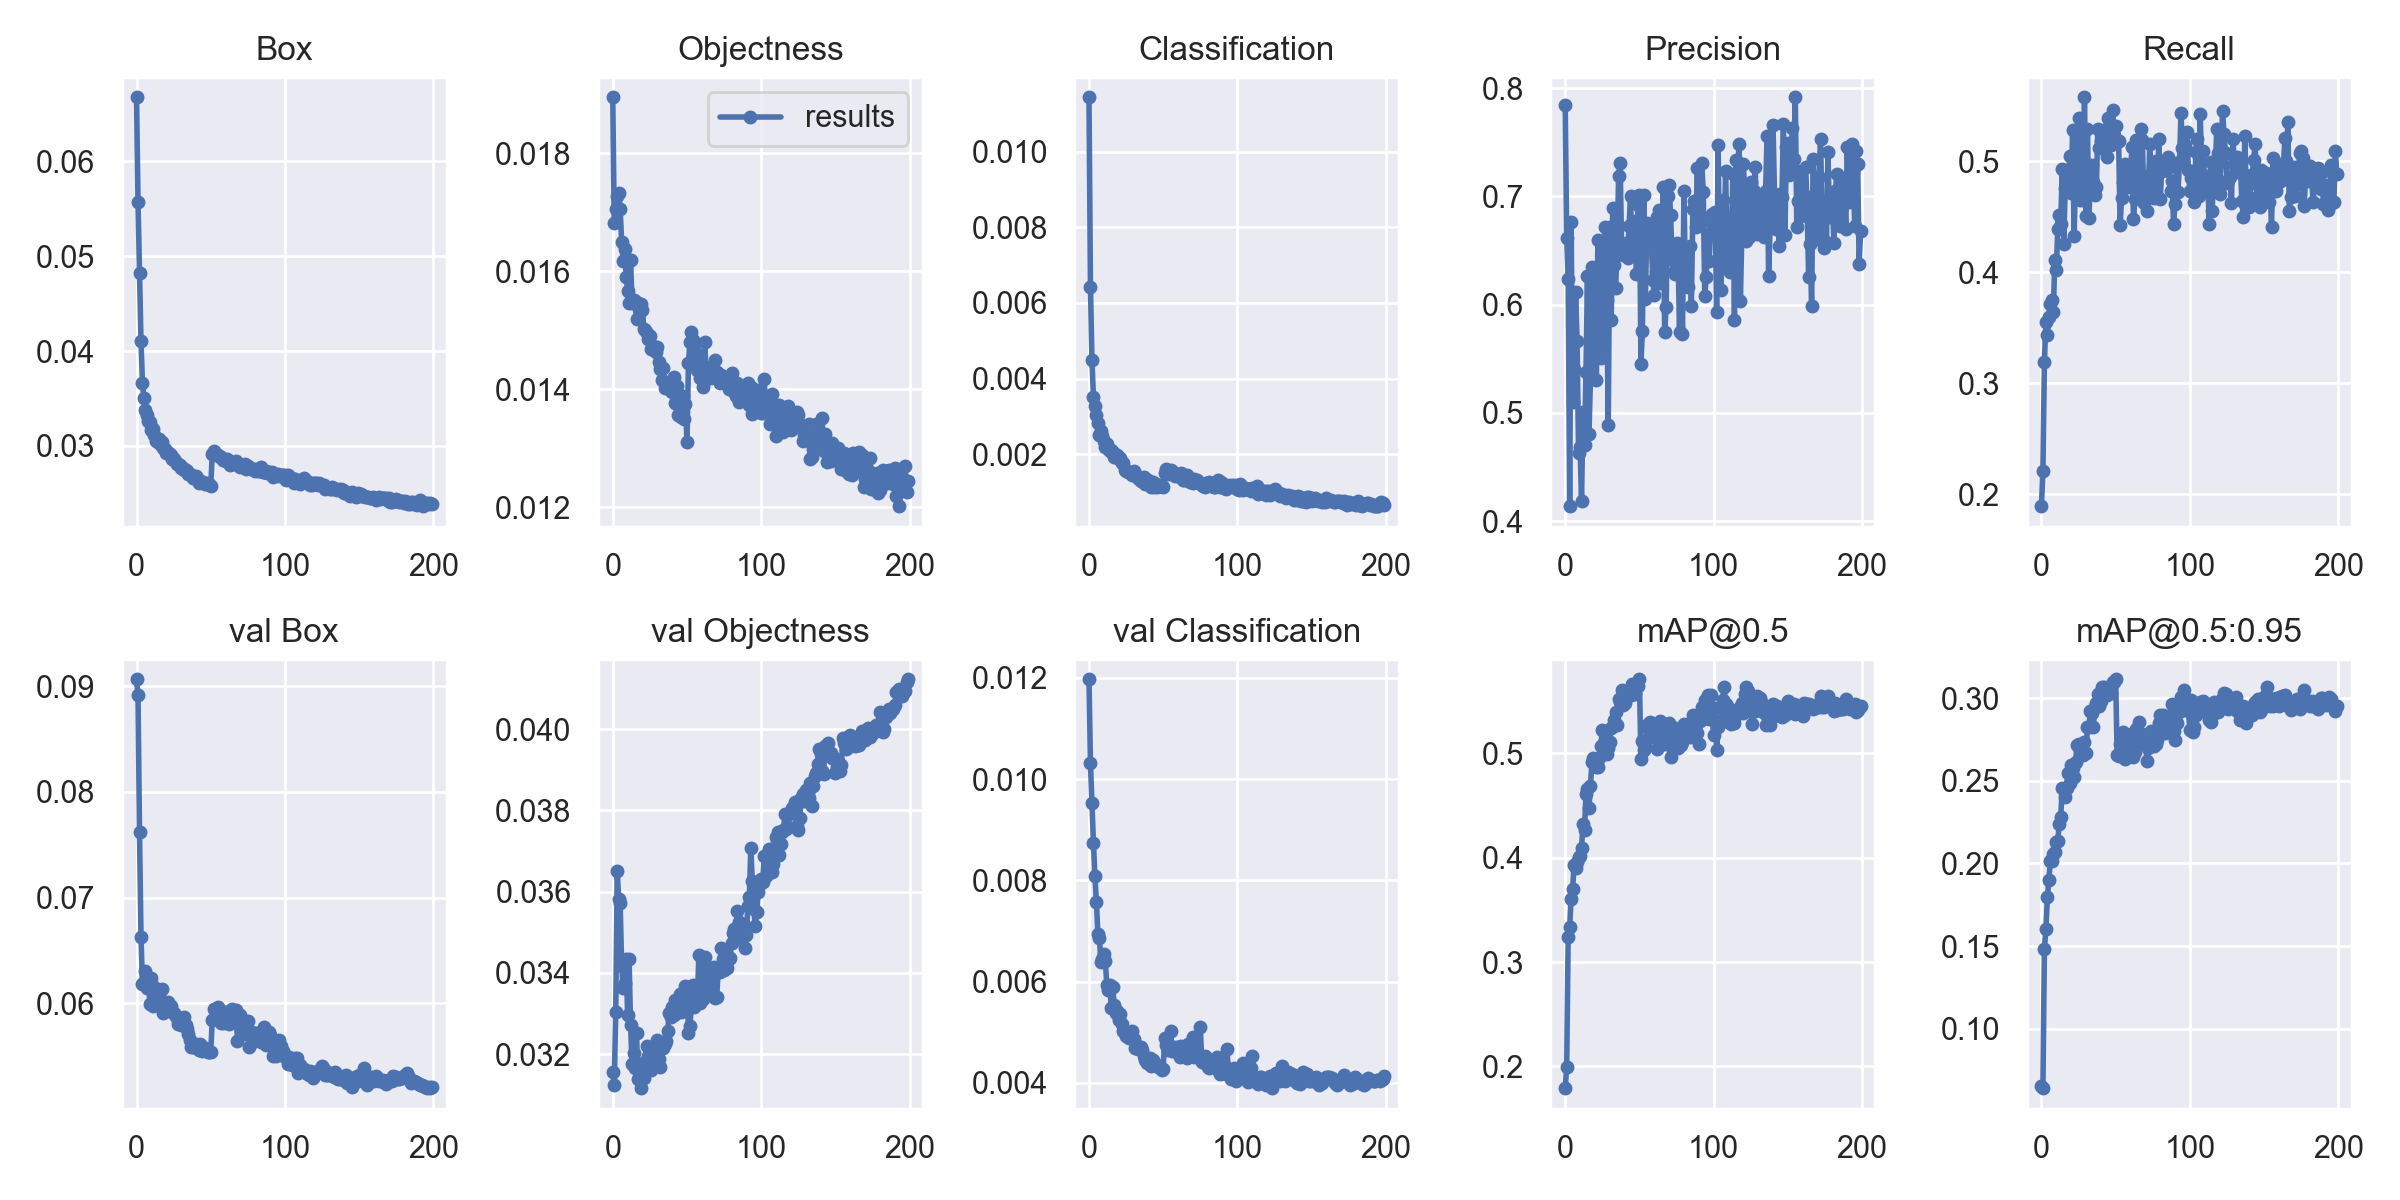 Box
Objectness
Classification
Precision
Recall
results
0.06
0.05
0.04
0.03
0 100 200
0.018
0.016
0.014
0.012
0 100 200
0.010
0.008
0.006
0.004
0.002
0 100 200
0.8
0.7
0.6
0.5
0.4
0 100 200
0.5
0.4
0.3
0.2
0 100 200
val Box
val Objectness
val Classification
mAP@0.5
mAP@0.5:0.95
0.09
0.08
0.07
0.06
0 100 200
0.040
0.038
0.036
0.034
0.032
0 100 200
0.012
0.010
0.008
0.006
0.004
0 100 200
0.5
0.4
0.3
0.2
0 100 200
0.30
0.25
0.20
0.15
0.10
0 100 200